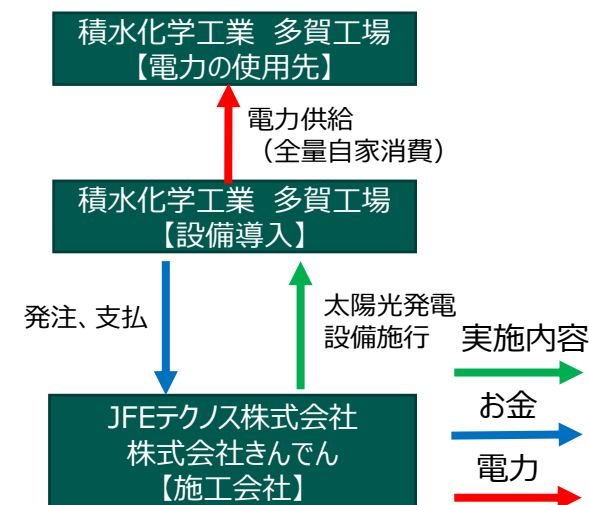 積水化学工業 多賀工場
【電力の使用先】
電力供給
（全量自家消費）
積水化学工業 多賀工場
【設備導入】
発注、支払
太陽光発電
設備施行
実施内容
お金
電力
JFEテクノス株式会社
株式会社きんでん
【施工会社】